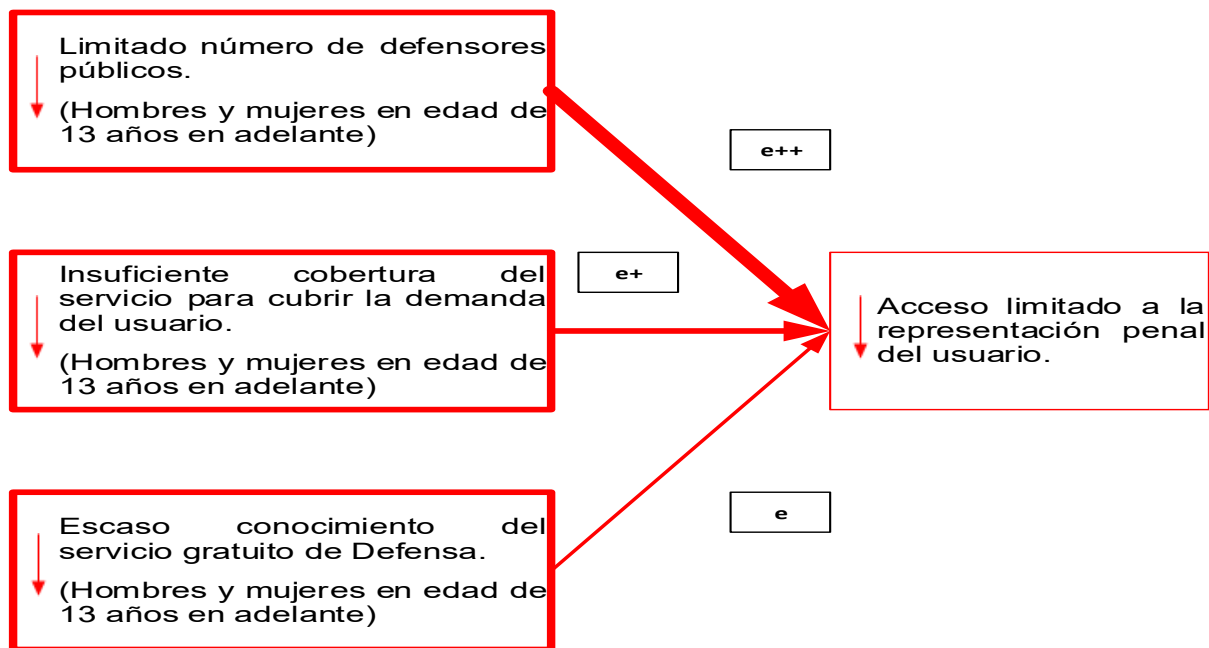 Limitado número de defensores
públicos.
(Hombres y mujeres en edad de
13 años en adelante)
e++
Insuficiente cobertura del
servicio para cubrir la demanda
del usuario.
(Hombres y mujeres en edad de
13 años en adelante)
e+
Acceso limitado a la
representación penal
del usuario.
Escaso conocimiento del
servicio gratuito de Defensa.
(Hombres y mujeres en edad de
13 años en adelante)
e